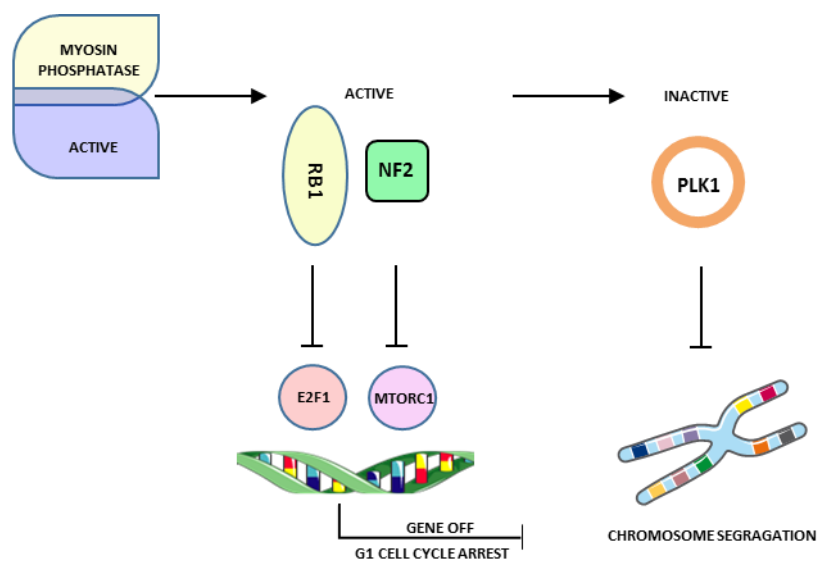 MYOSIN
PHOSPHATASE
ACTIVE
ACTIVE
INACTIVE
RB1
NF2
PLK1
E2F1
MTORC1
GENE OFF
G1 CELL CYCLE ARREST
CHROMOSOME SEGRAGATION